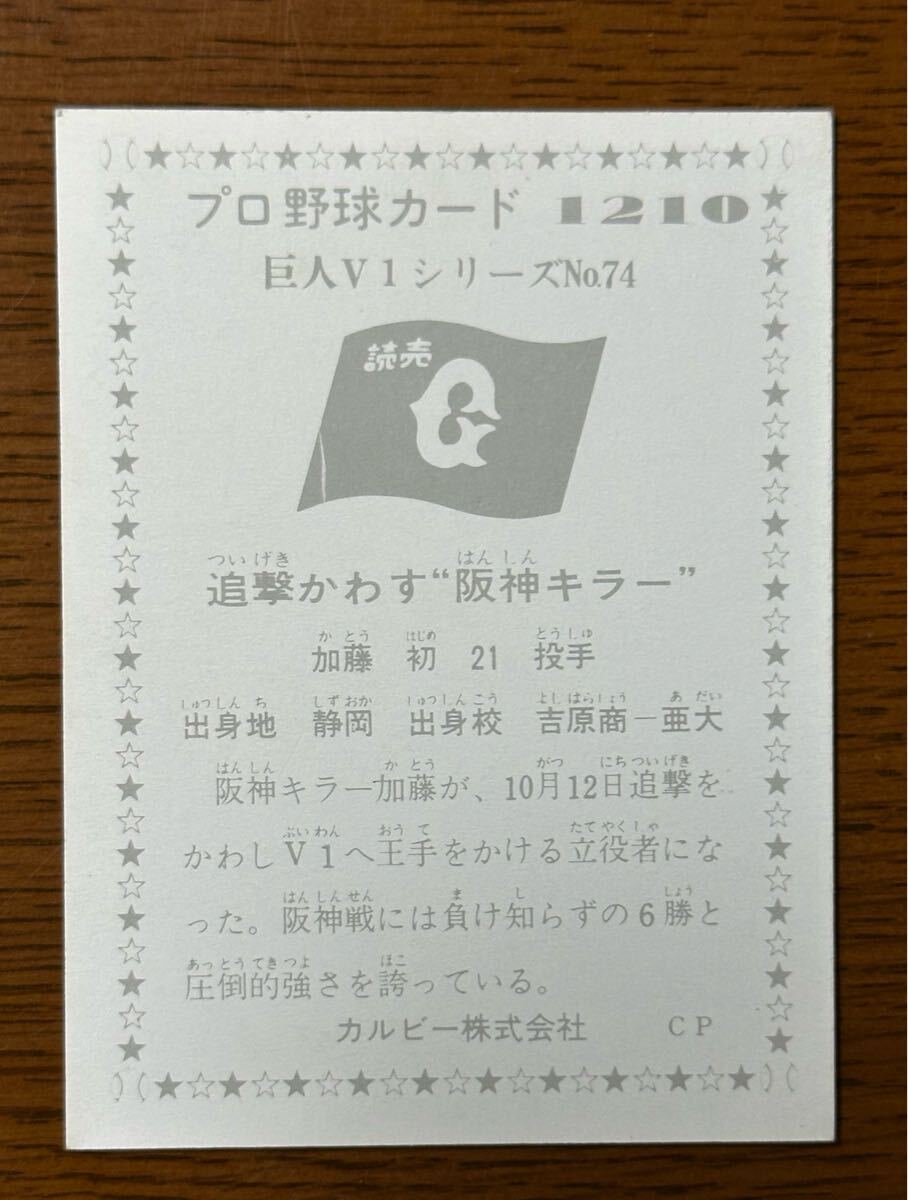 プロ野球カード 1210
巨人V1シリーズNo.74
読売
G
ついげき はんしん
追撃かわす“阪神キラー”
かとう はじめ とうしゅ
加藤 初 21 投手
しゅっしんち しずおか しゅっしんこう よしはらしょう あだい
出身地 静岡 出身校 吉原商－亜大
はんしん かとう がつ にちついげき
阪神キラー加藤が、10月12日追撃を
ぶいわん おうて たてやくしゃ
かわしV1へ王手をかける立役者にな
はんしんせん ま し しょう
った。阪神戦には負け知らずの6勝と
あっとうてきつよ ほこ
圧倒的強さを誇っている。
カルビー株式会社 CP